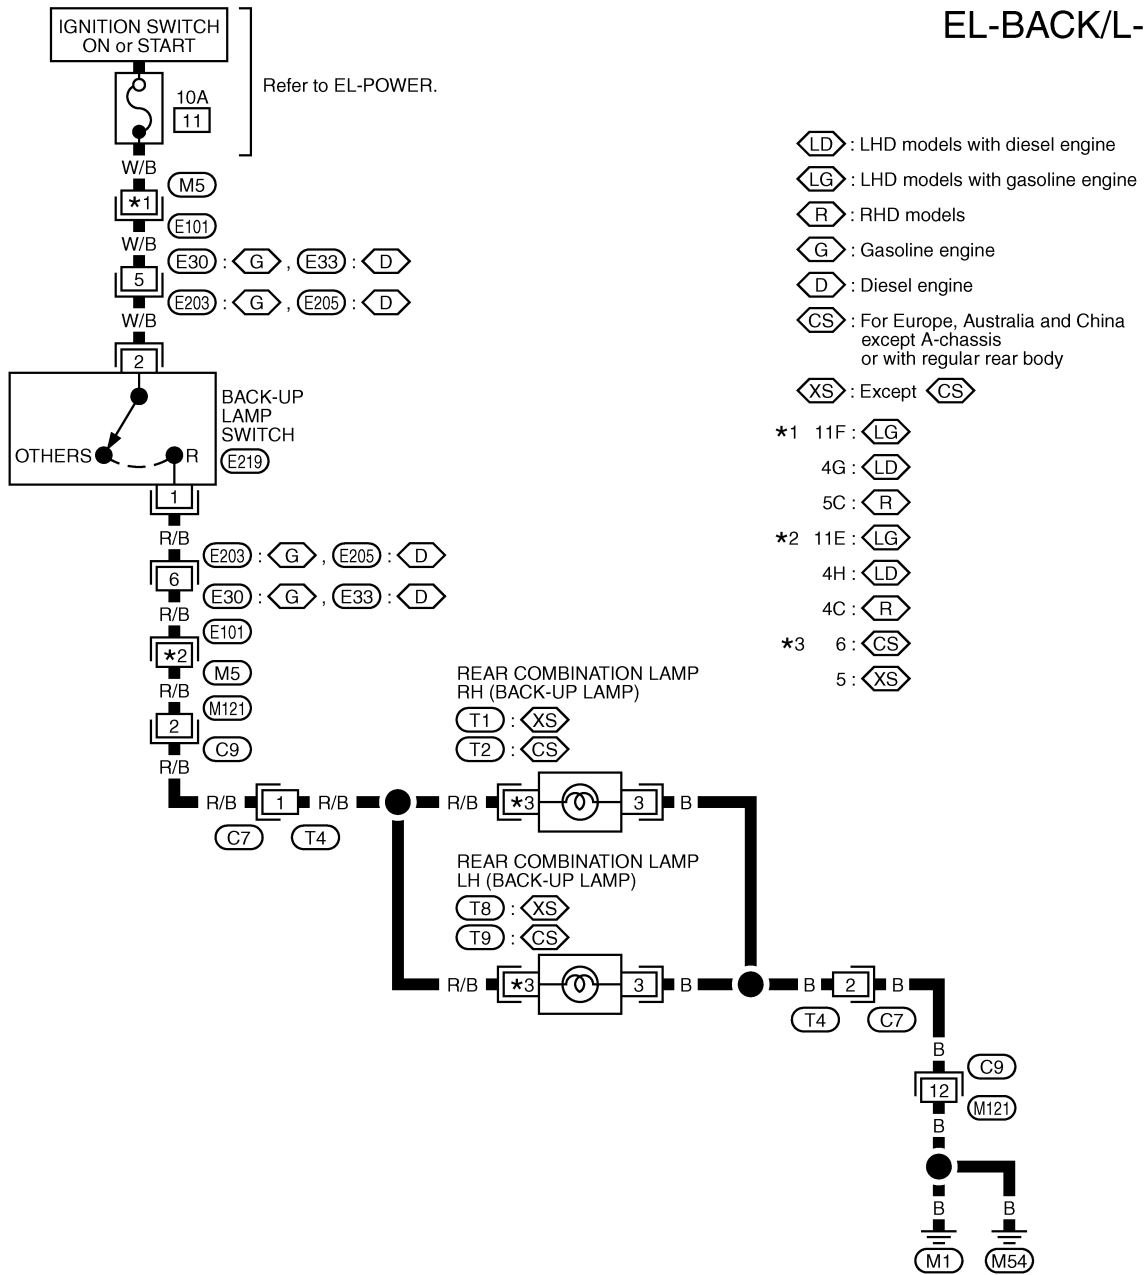 EL-BACK/L-
IGNITION SWITCH
ON or START
Refer to EL-POWER.
10A
11
W/B
M5
*1
E101
W/B
E30 : G , E33 : D
5
E203 : G , E205 : D
W/B
2
BACK-UP
LAMP
SWITCH
E219
OTHERS R
1
R/B
E203 : G , E205 : D
6
E30 : G , E33 : D
R/B
E101
*2
M5
R/B
M121
2
C9
R/B
LD : LHD models with diesel engine
LG : LHD models with gasoline engine
R : RHD models
G : Gasoline engine
D : Diesel engine
CS : For Europe, Australia and China
except A-chassis
or with regular rear body
XS : Except CS
*1 11F : LG
4G : LD
5C : R
*2 11E : LG
4H : LD
4C : R
*3 6 : CS
5 : XS
REAR COMBINATION LAMP
RH (BACK-UP LAMP)
T1 : XS
T2 : CS
R/B 1 R/B R/B *3 3 B
C7 T4
REAR COMBINATION LAMP
LH (BACK-UP LAMP)
T8 : XS
T9 : CS
R/B *3 3 B B 2 B
T4 C7
B
C9
12
M121
B
B B
M1 M54